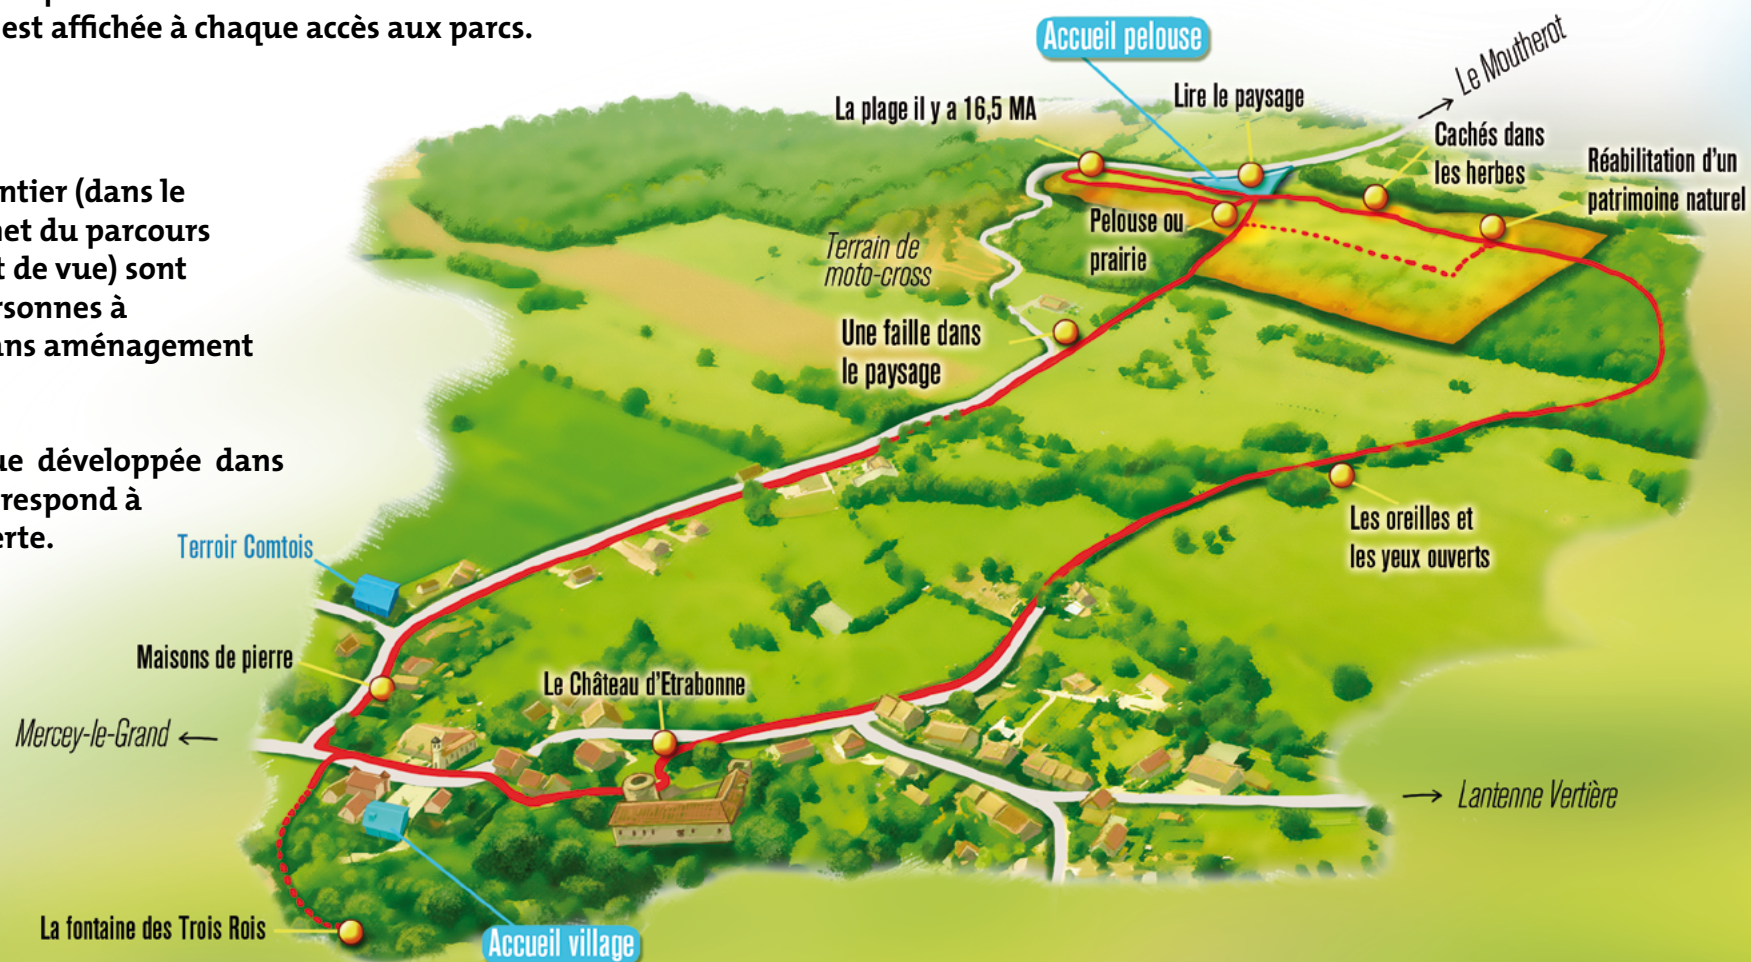 est affichée à chaque accès aux parcs.
Accueil pelouse
Le Moutherot
La plage il y a 16,5 MA
Lire le paysage
Cachés dans
les herbes
Réabilitation d'un
patrimoine naturel
ntier (dans le
net du parcours
t de vue) sont
rsonnes à
ans aménagement
Pelouse ou
prairie
Terrain de
moto-cross
Une faille dans
le paysage
ue développée dans
respond à
erte.
Terroir Comtois
Les oreilles et
les yeux ouverts
Maisons de pierre
Le Château d'Etrabonne
Mercey-le-Grand
Lantenne Vertière
La fontaine des Trois Rois
Accueil village